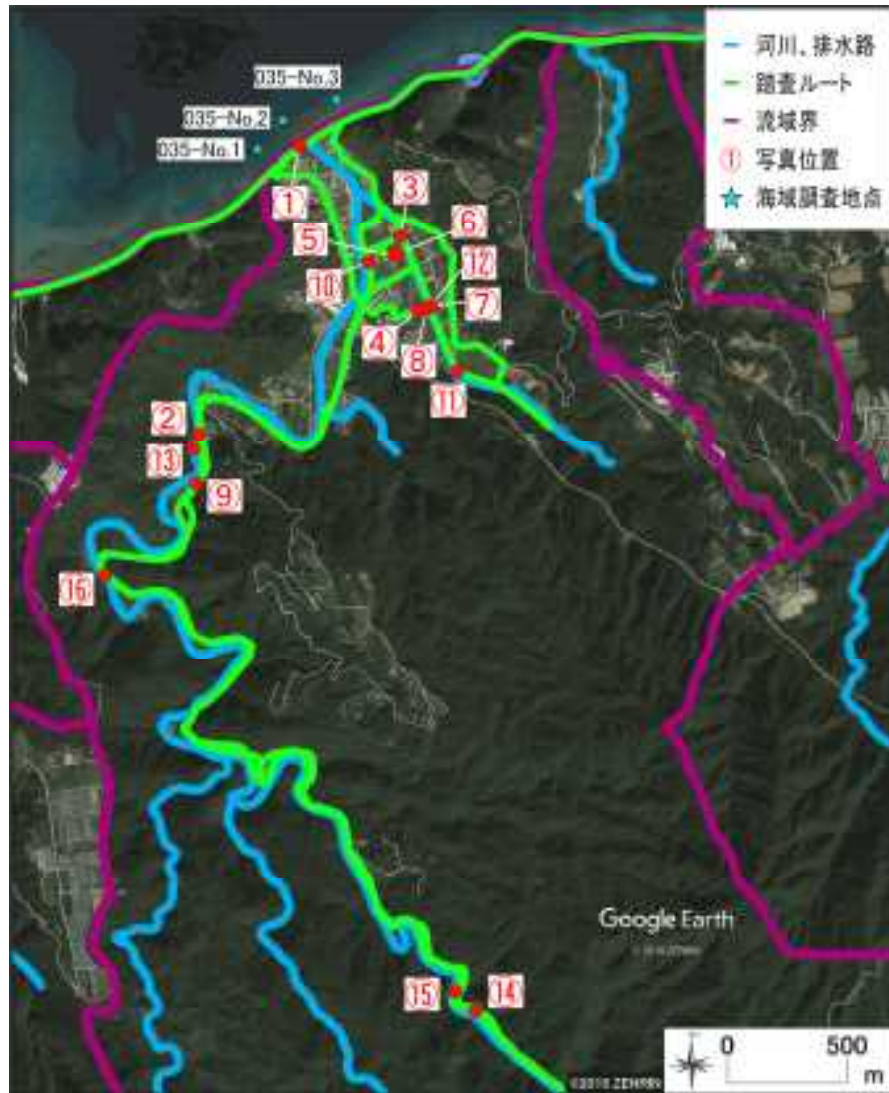 河川、排水路
踏査ルート
流域界
① 写真位置
海域調査地点
035-No.3
035-No.2
035-No.1
①
③
⑤
⑥
⑩
⑫
④
⑦
⑧
⑪
②
⑬
⑨
⑯
Google Earth
⑮
⑭
0 500
m